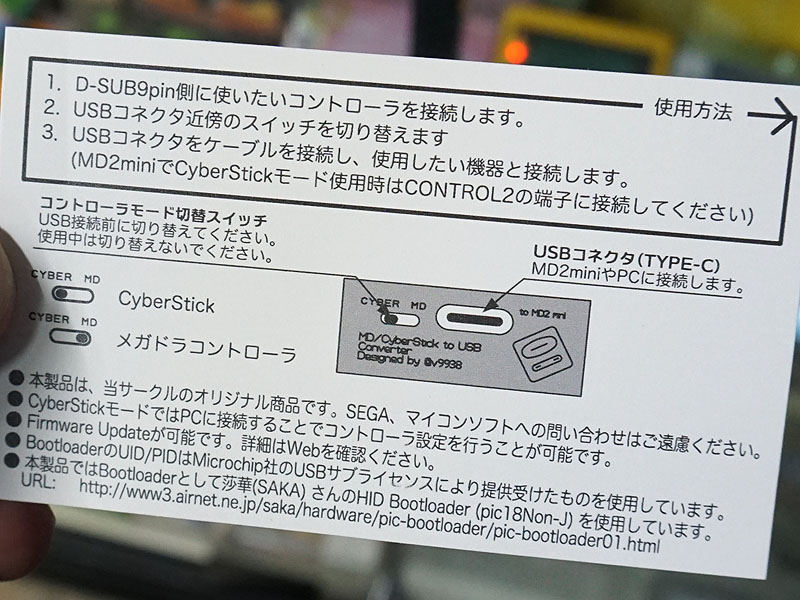 1. D-SUB9pin側に使いたいコントローラを接続します。
使用方法
2. USBコネクタ近傍のスイッチを切り替えます
3. USBコネクタをケーブルを接続し、使用したい機器と接続します。
(MD2miniでCyberStickモード使用時はCONTROL2の端子に接続してください)
コントローラモード切替スイッチ
USB接続前に切り替えてください。
使用中は切り替えないでください。
USBコネクタ(TYPE-C)
MD2miniやPCに接続します。
CYBER MD
CyberStick
CYBER MD
メガドラコントローラ
CYBER MD
to MD2 mini
MD/CyberStick to USB
Converter
Designed by @v9938
●本製品は、当サークルのオリジナル商品です。SEGA、マイコンソフトへの問い合わせはご遠慮ください。
●CyberStickモードではPCに接続することでコントローラ設定を行うことが可能です。
●Firmware Updateが可能です。詳細はWebを確認ください。
●BootloaderのUID/PIDはMicrochip社のUSBサブライセンスにより提供受けたものを使用しています。
●本製品ではBootloaderとして莎華(SAKA) さんのHID Bootloader (pic18Non-J) を使用しています。
URL: http://www3.airnet.ne.jp/saka/hardware/pic-bootloader/pic-bootloader01.html